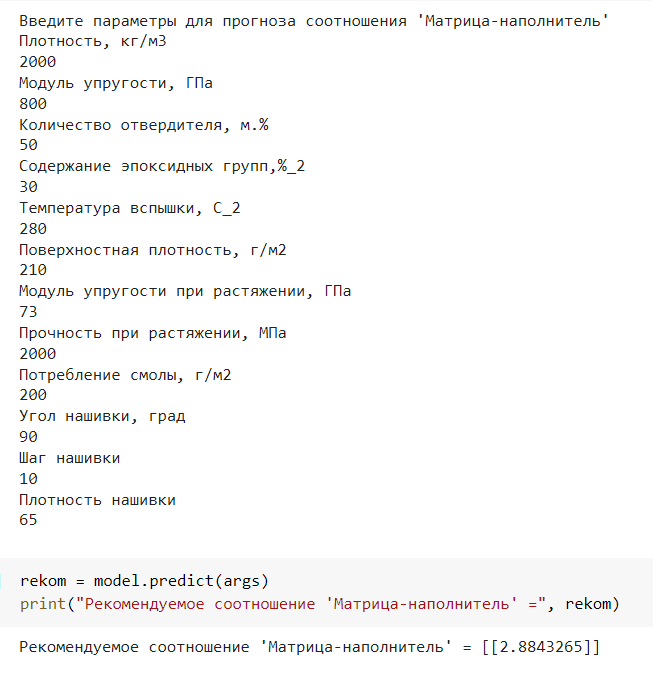 Введите параметры для прогноза соотношения 'Матрица-наполнитель'
Плотность, кг/м3
2000
Модуль упругости, ГПа
800
Количество отвердителя, м.%
50
Содержание эпоксидных групп,%_2
30
Температура вспышки, С_2
280
Поверхностная плотность, г/м2
210
Модуль упругости при растяжении, ГПа
73
Прочность при растяжении, МПа
2000
Потребление смолы, г/м2
200
Угол нашивки, град
90
Шаг нашивки
10
Плотность нашивки
65
rekom = model.predict(args)
print("Рекомендуемое соотношение 'Матрица-наполнитель' =", rekom)
Рекомендуемое соотношение 'Матрица-наполнитель' = [[2.8843265]]